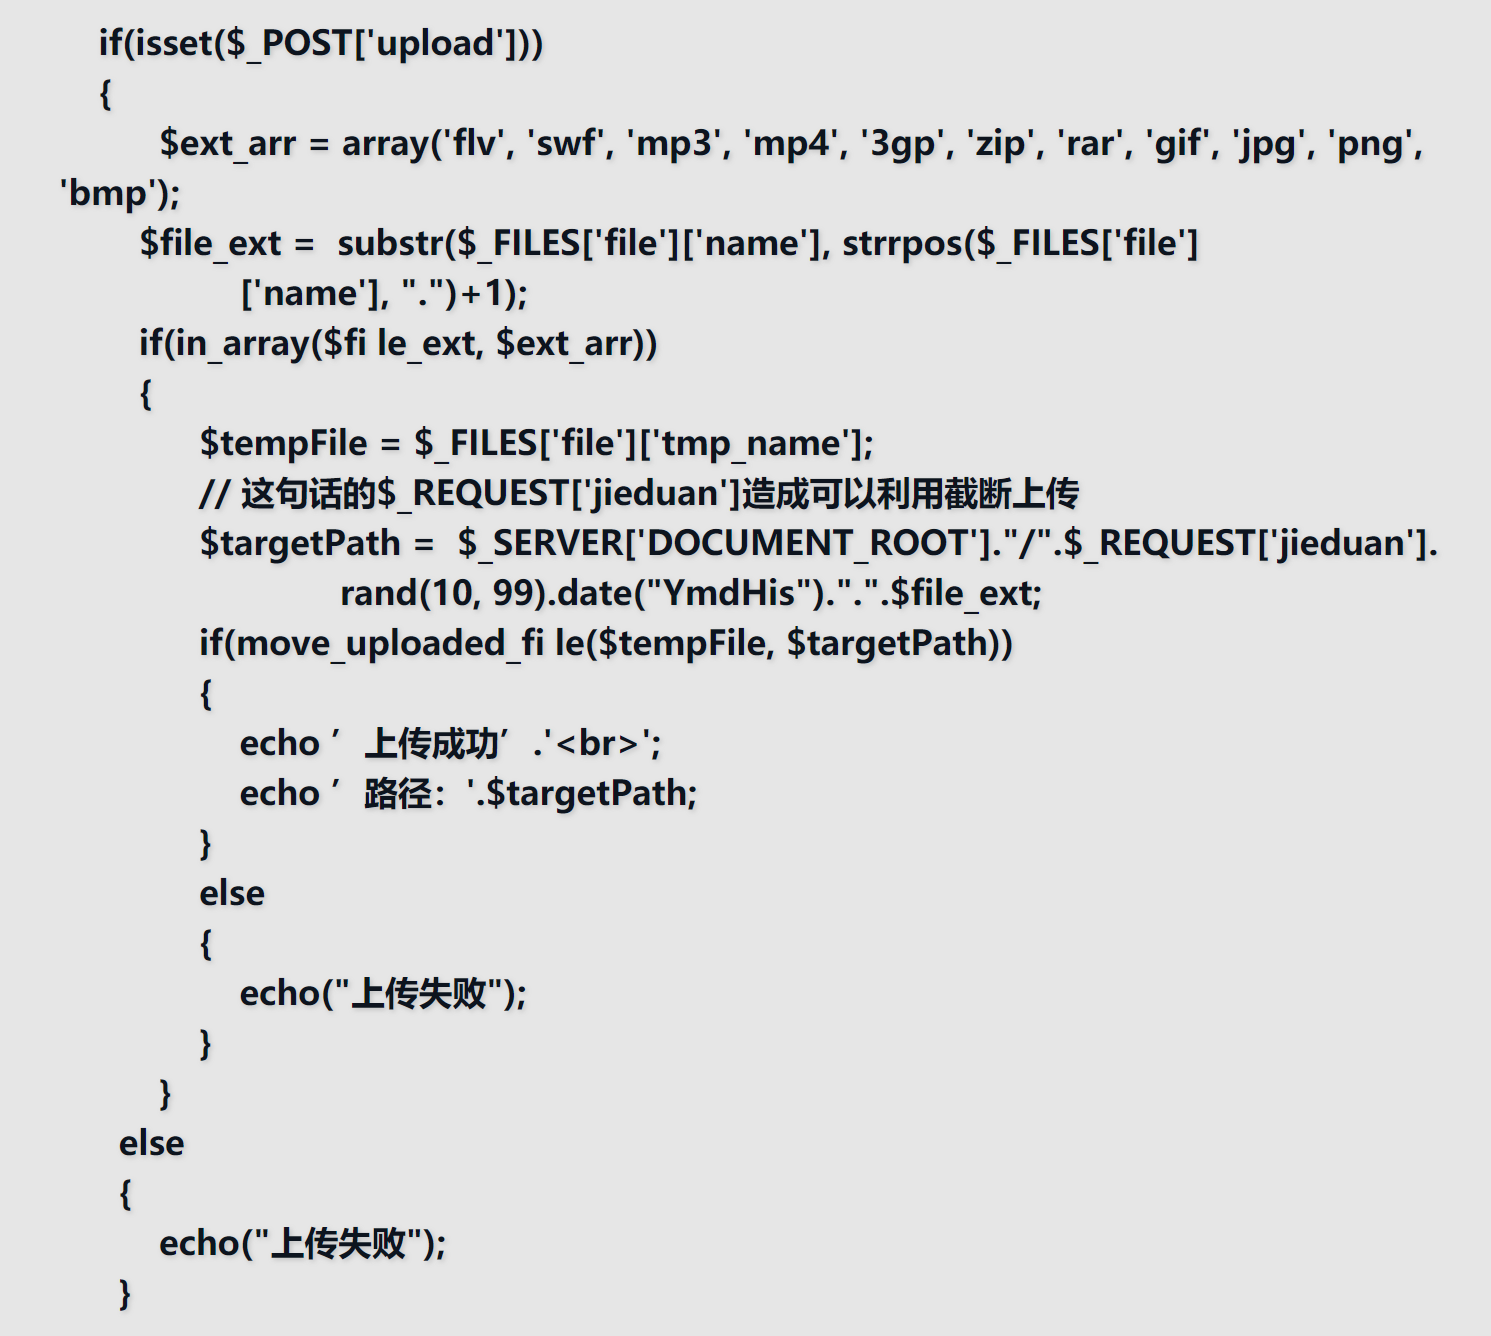 if(isset($_POST['upload']))
{
$ext_arr = array('flv', 'swf', 'mp3', 'mp4', '3gp', 'zip', 'rar', 'gif', 'jpg', 'png',
'bmp');
$file_ext = substr($_FILES['file']['name'], strrpos($_FILES['file']
['name'], ".")+1);
if(in_array($fi le_ext, $ext_arr))
{
$tempFile = $_FILES['file']['tmp_name'];
// 这句话的$_REQUEST['jieduan']造成可以利用截断上传
$targetPath = $_SERVER['DOCUMENT_ROOT']."/".$_REQUEST['jieduan'].
rand(10, 99).date("YmdHis").".".$file_ext;
if(move_uploaded_fi le($tempFile, $targetPath))
{
echo ′ 上传成功′ .'<br>';
echo ′ 路径：'.$targetPath;
}
else
{
echo("上传失败");
}
}
else
{
echo("上传失败");
}